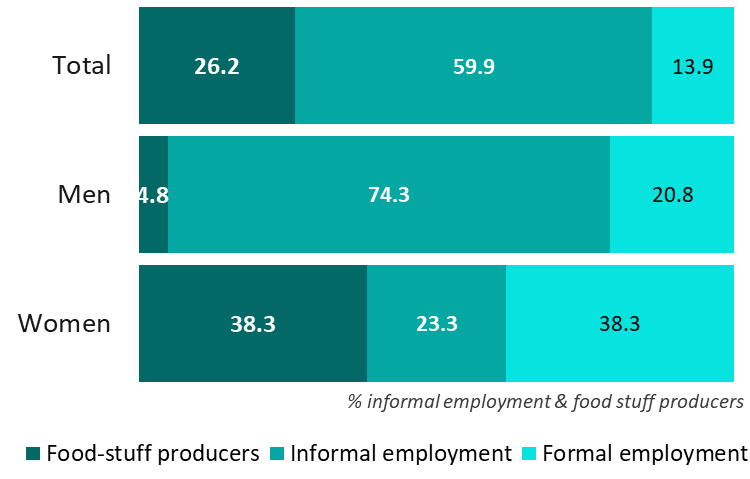 Total 26.2 59.9 13.9
Men 4.8 74.3 20.8
Women 38.3 23.3 38.3
% informal employment & food stuff producers
Food-stuff producers Informal employment Formal employment